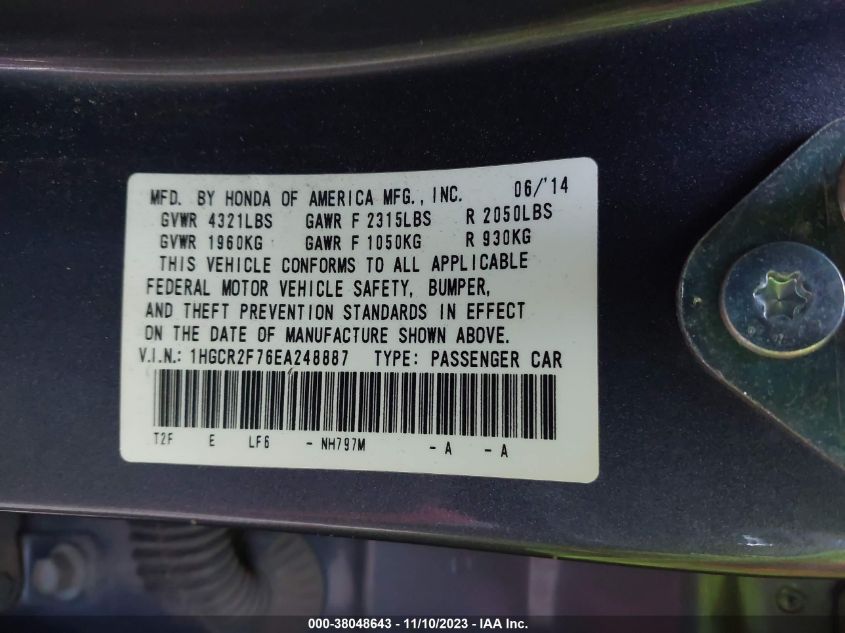 MFD. BY HONDA OF AMERICA MFG., INC. 06/'14
GVWR 4321LBS GAWR F 2315LBS R 2050LBS
GVWR 1960KG GAWR F 1050KG R 930KG
THIS VEHICLE CONFORMS TO ALL APPLICABLE
FEDERAL MOTOR VEHICLE SAFETY, BUMPER,
AND THEFT PREVENTION STANDARDS IN EFFECT
ON THE DATE OF MANUFACTURE SHOWN ABOVE.
V.I.N.: 1HGCR2F76EA248887 TYPE: PASSENGER CAR
T2F E LF6 - NH797M - A - A
000-38048643 - 11/10/2023 - IAA Inc.